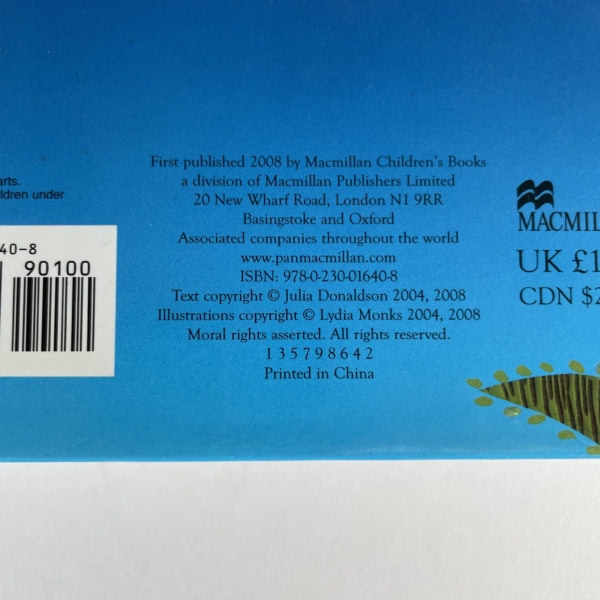 arts.
ldren under
40-8
90100
First published 2008 by Macmillan Children's Books
a division of Macmillan Publishers Limited
20 New Wharf Road, London N1 9RR
Basingstoke and Oxford
Associated companies throughout the world
www.panmacmillan.com
ISBN: 978-0-230-01640-8
Text copyright © Julia Donaldson 2004, 2008
Illustrations copyright © Lydia Monks 2004, 2008
Moral rights asserted. All rights reserved.
1 3 5 7 9 8 6 4 2
Printed in China
MACMIL
UK £1
CDN $2